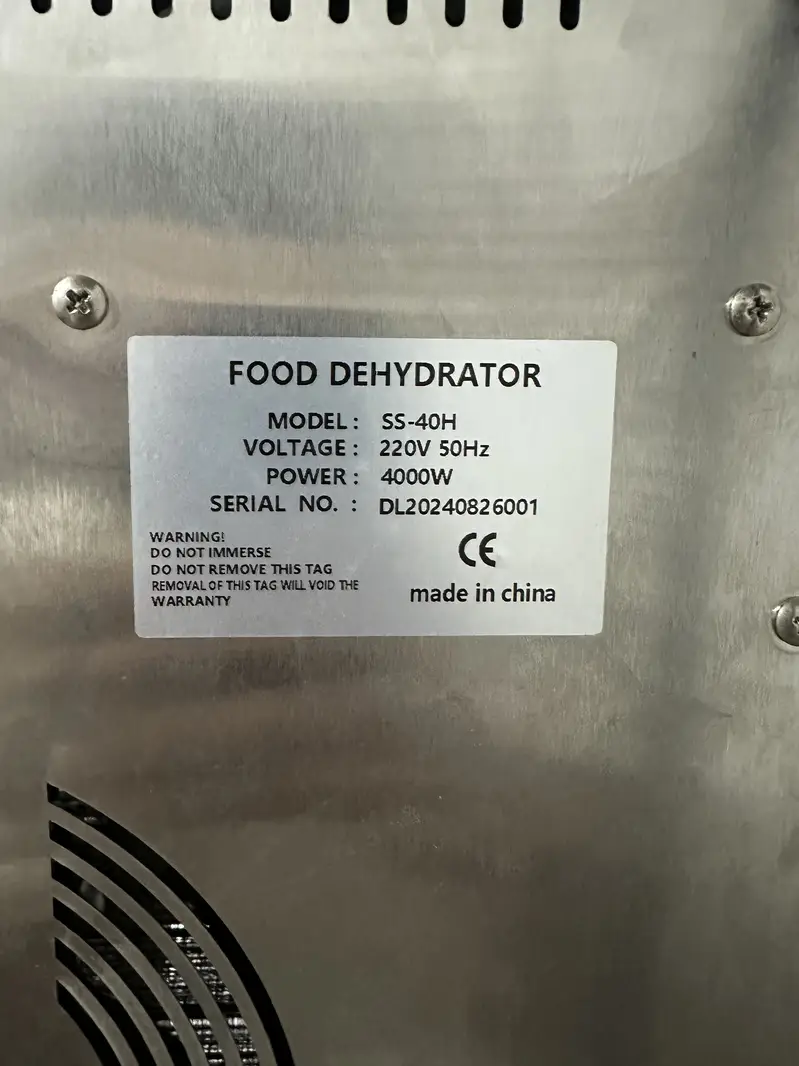 FOOD DEHYDRATOR
MODEL: SS-40H
VOLTAGE: 220V 50Hz
POWER: 4000W
SERIAL NO. : DL20240826001
WARNING!
DO NOT IMMERSE
DO NOT REMOVE THIS TAG
REMOVAL OF THIS TAG WILL VOID THE
WARRANTY
CE
made in china